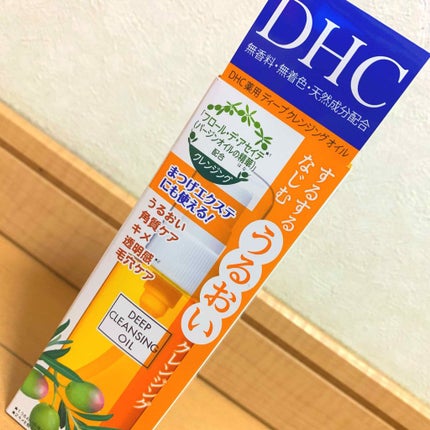 DHC
無香料・無着色・天然成分配合
DHC 薬用 ディープ クレンジング オイル
「フロール・デ・アセイテ
(バージンオイルの精髄)」
配合
クレンジング
まつげエクステ
にも使える!
うるおい
角質ケア
キメ
透明感
毛穴ケア
するする
なじむ
うるおい
クレンジング
DEEP
CLEANSING
OIL